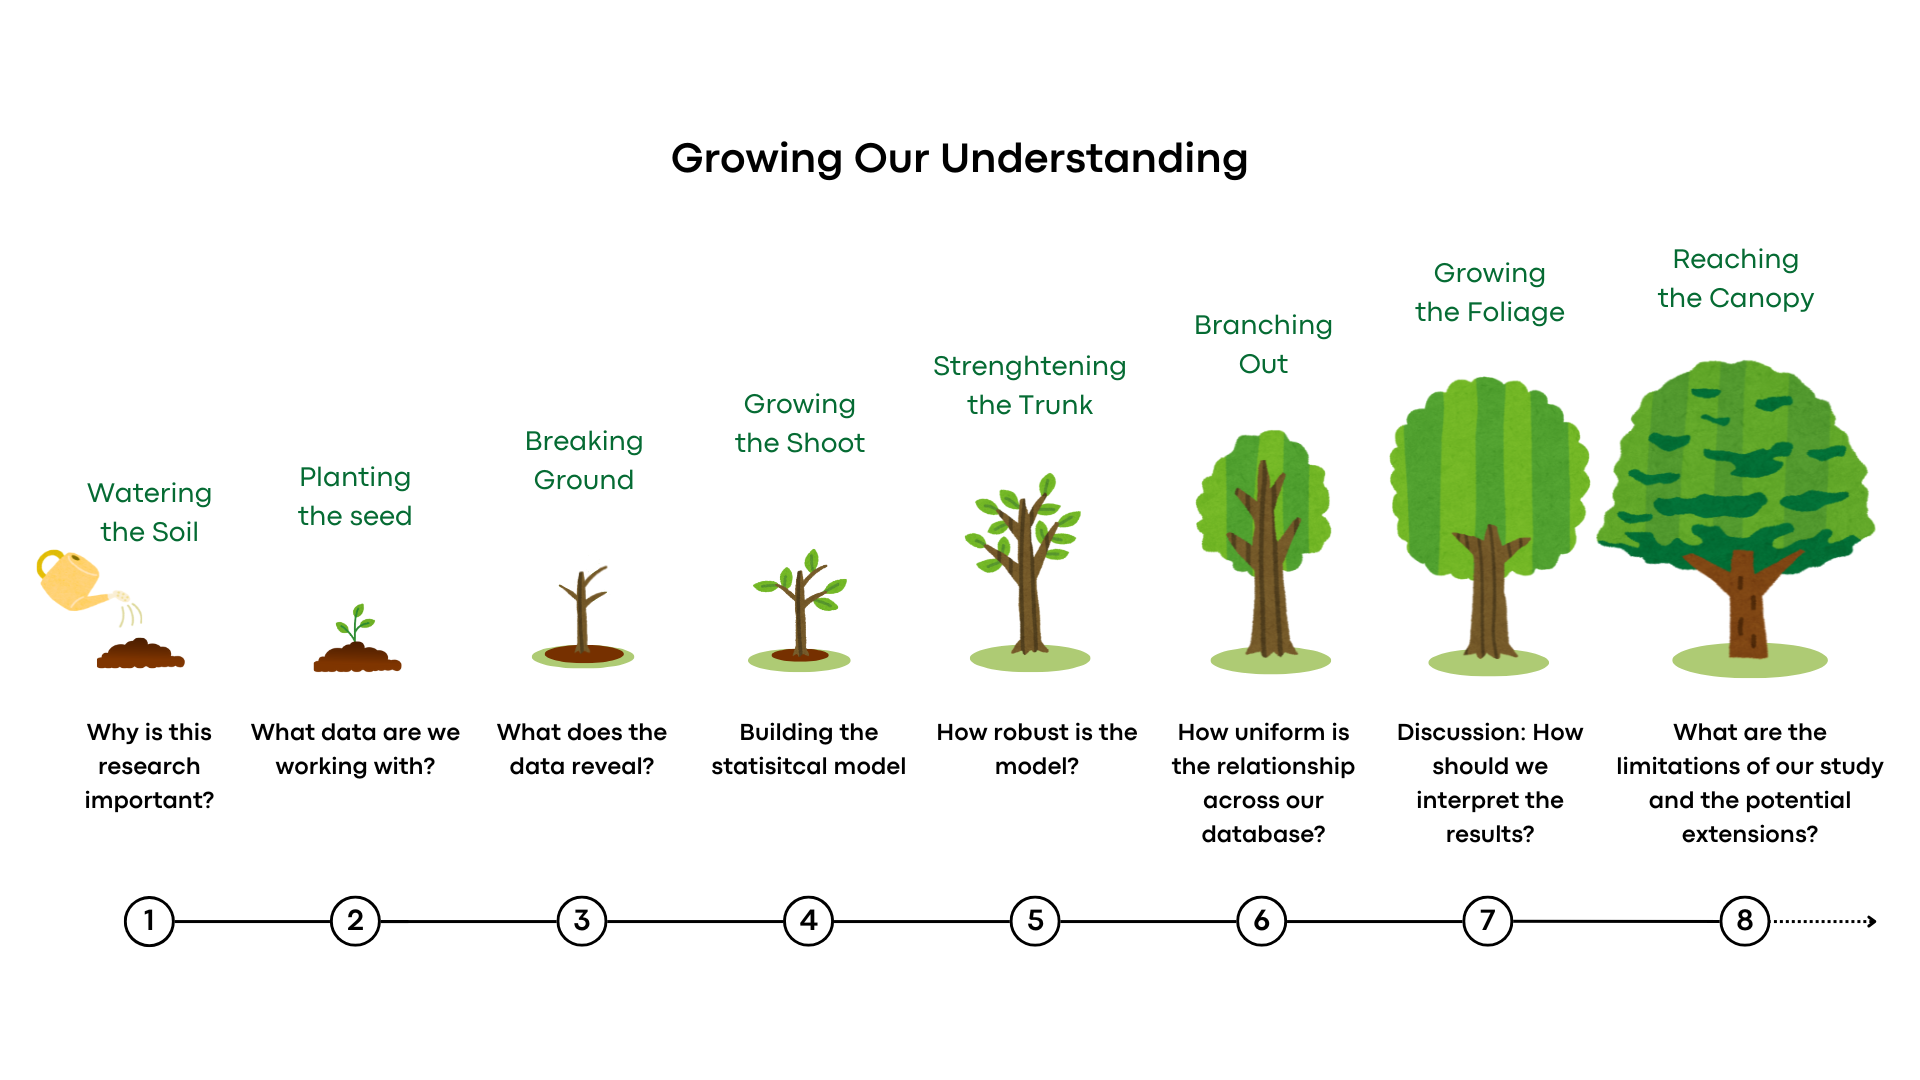 Growing Our Understanding
Watering
the Soil
Planting
the seed
Breaking
Ground
Growing
the Shoot
Strenghtening
the Trunk
Branching
Out
Growing
the Foliage
Reaching
the Canopy
Why is this
research
important?
What data are we
working with?
What does the
data reveal?
Building the
statisitcal model
How robust is the
model?
How uniform is
the relationship
across our
database?
Discussion: How
should we
interpret the
results?
What are the
limitations of our study
and the potential
extensions?
1
2
3
4
5
6
7
8